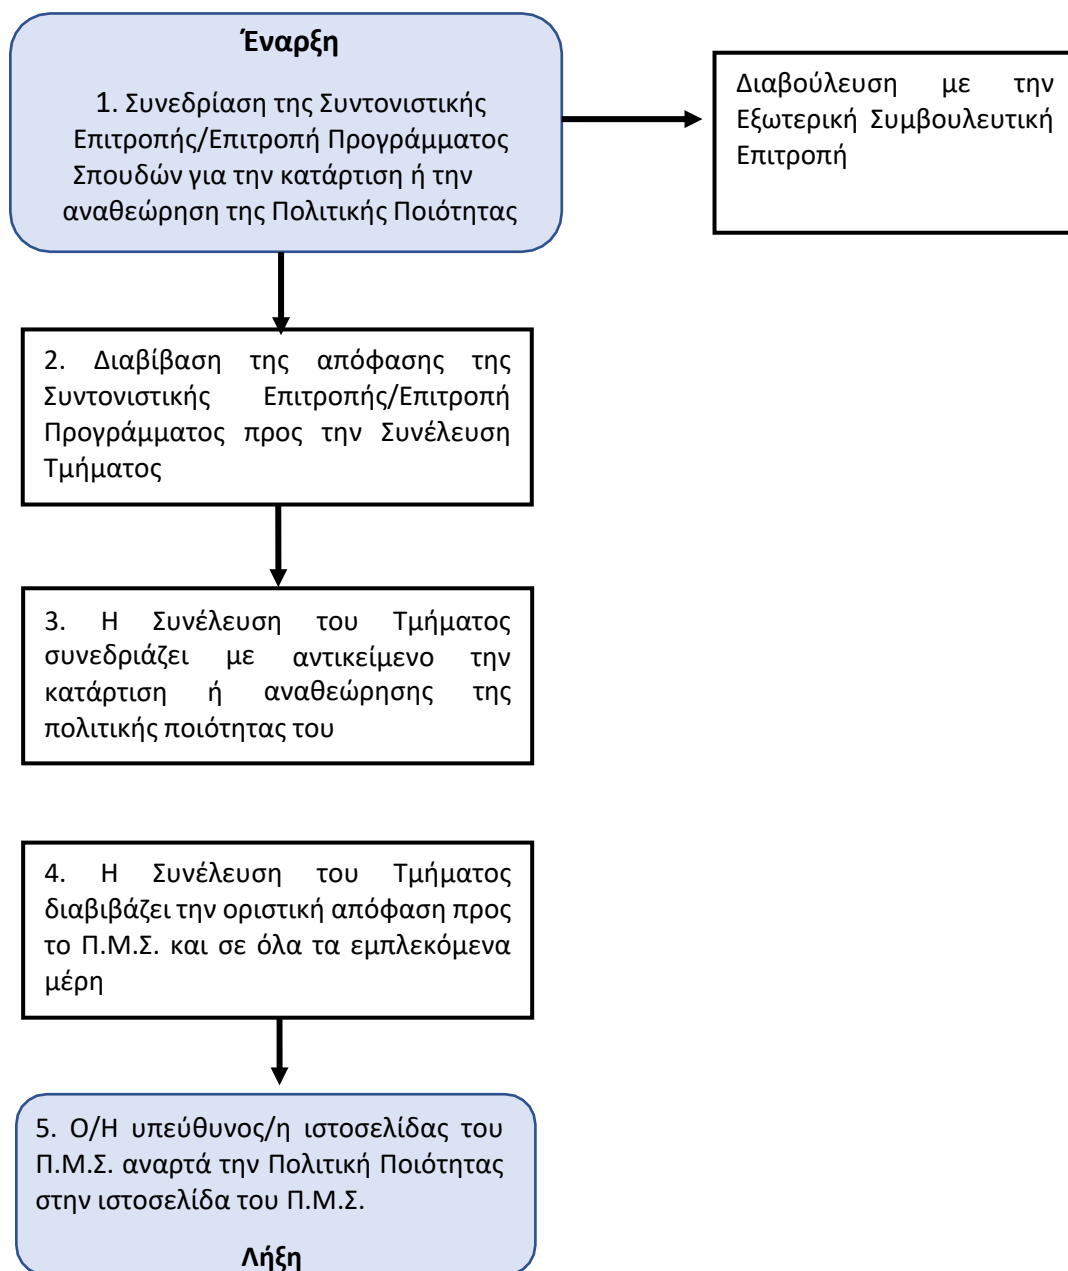 Έναρξη
1. Συνεδρίαση της Συντονιστικής
Επιτροπής/Επιτροπή Προγράμματος
Σπουδών για την κατάρτιση ή την
αναθεώρηση της Πολιτικής Ποιότητας
Διαβούλευση με την
Εξωτερική Συμβουλευτική
Επιτροπή
2. Διαβίβαση της απόφασης της
Συντονιστικής Επιτροπής/Επιτροπή
Προγράμματος προς την Συνέλευση
Τμήματος
3. Η Συνέλευση του Τμήματος
συνεδριάζει με αντικείμενο την
κατάρτιση ή αναθεώρησης της
πολιτικής ποιότητας του
4. Η Συνέλευση του Τμήματος
διαβιβάζει την οριστική απόφαση προς
το Π.Μ.Σ. και σε όλα τα εμπλεκόμενα
μέρη
5. Ο/Η υπεύθυνος/η ιστοσελίδας του
Π.Μ.Σ. αναρτά την Πολιτική Ποιότητας
στην ιστοσελίδα του Π.Μ.Σ.
Λήξη